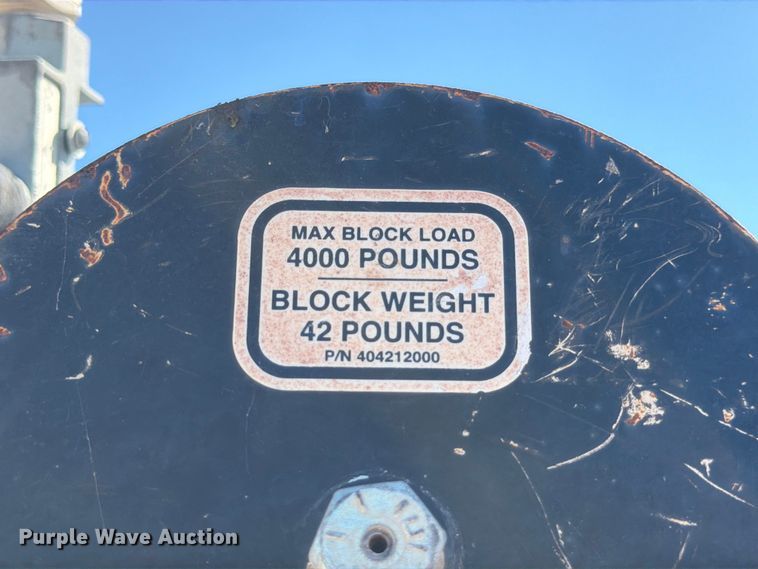 MAX BLOCK LOAD
4000 POUNDS
BLOCK WEIGHT
42 POUNDS
P/N 404212000
Purple Wave Auction